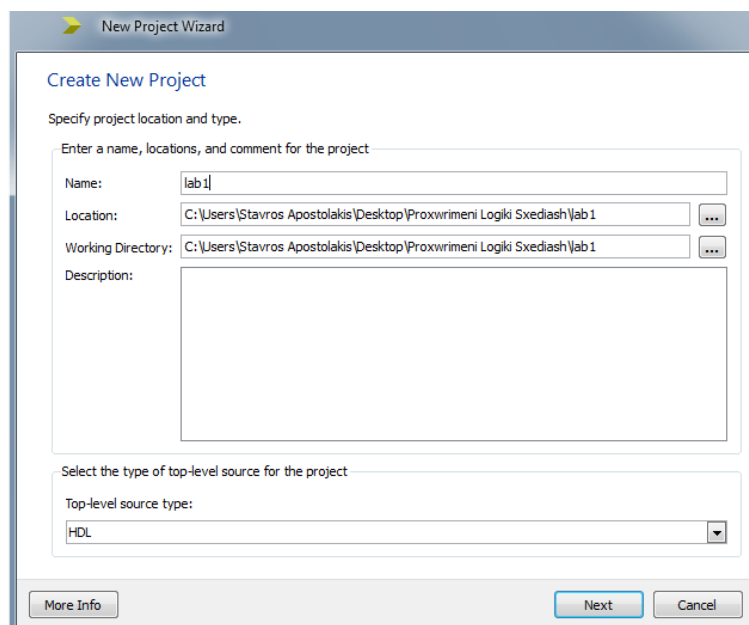 New Project Wizard
Create New Project
Specify project location and type.
Enter a name, locations, and comment for the project
Name: lab1
Location: C:\Users\Stavros Apostolakis\Desktop\Proxwrimeni Logiki Sxediash\lab1 ...
Working Directory: C:\Users\Stavros Apostolakis\Desktop\Proxwrimeni Logiki Sxediash\lab1 ...
Description:
Select the type of top-level source for the project
Top-level source type:
HDL
More Info Next Cancel